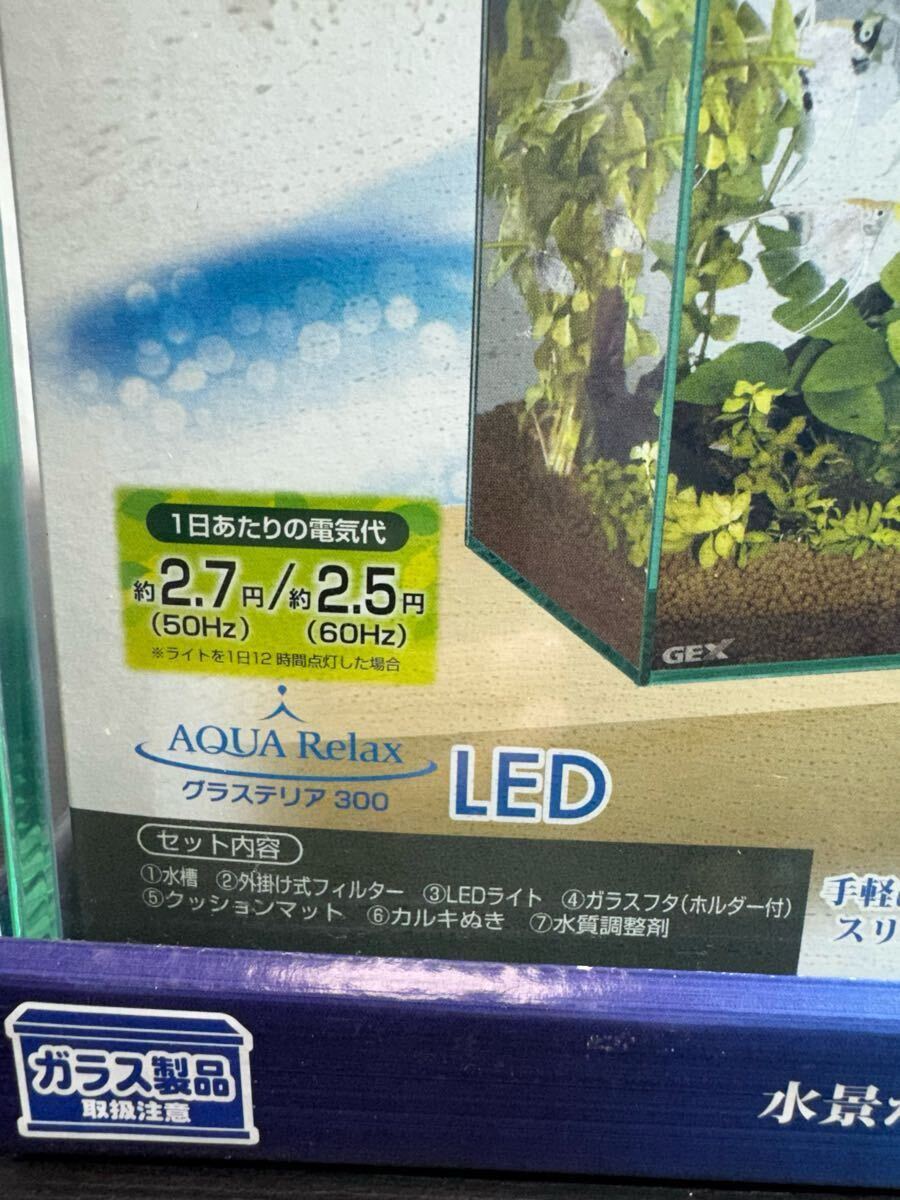 GEX
1日あたりの電気代
約2.7円/約2.5円
(50Hz) (60Hz)
※ライトを1日12時間点灯した場合
AQUA Relax
グラステリア300
LED
セット内容
①水槽 ②外掛け式フィルター ③LEDライト ④ガラスフタ(ホルダー付)
⑤クッションマット ⑥カルキぬき ⑦水質調整剤
手軽
スリ
ガラス製品
取扱注意
水景